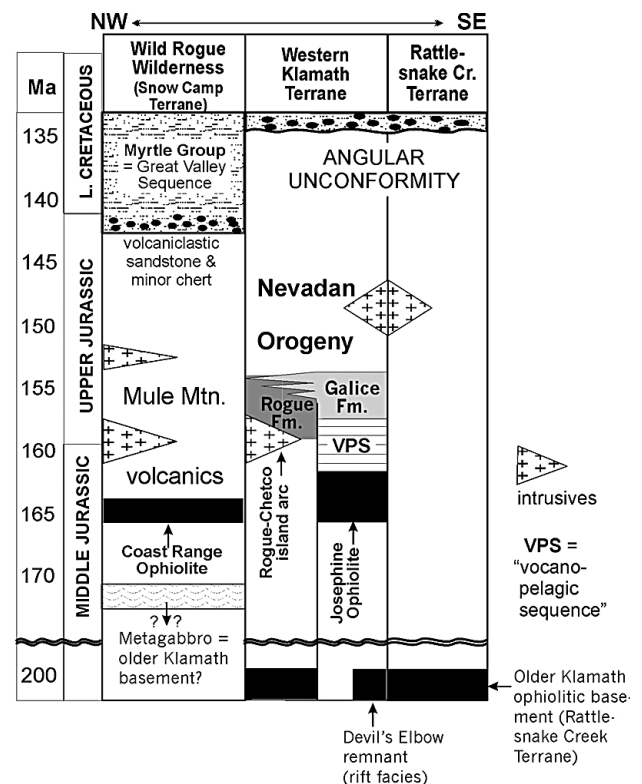 NW
SE
Ma
Wild Rogue
Wilderness
(Snow Camp
Terrane)
Western
Klamath
Terrane
Rattle-
snake Cr.
Terrane
135
140
145
150
155
160
165
170
200
L. CRETACEOUS
UPPER JURASSIC
MIDDLE JURASSIC
Myrtle Group
= Great Valley
Sequence
volcaniclastic
sandstone &
minor chert
Mule Mtn.
volcanics
Coast Range
Ophiolite
? ?
Metagabbro =
older Klamath
basement?
ANGULAR
UNCONFORMITY
Nevadan
Orogeny
Rogue
Fm.
Galice
Fm.
VPS
Rogue-Chetco
island arc
Josephine
Ophiolite
Devil's Elbow
remnant
(rift facies)
intrusives
VPS =
“vocano-
pelagic
sequence”
Older Klamath
ophiolitic base-
ment (Rattle-
snake Creek
Terrane)